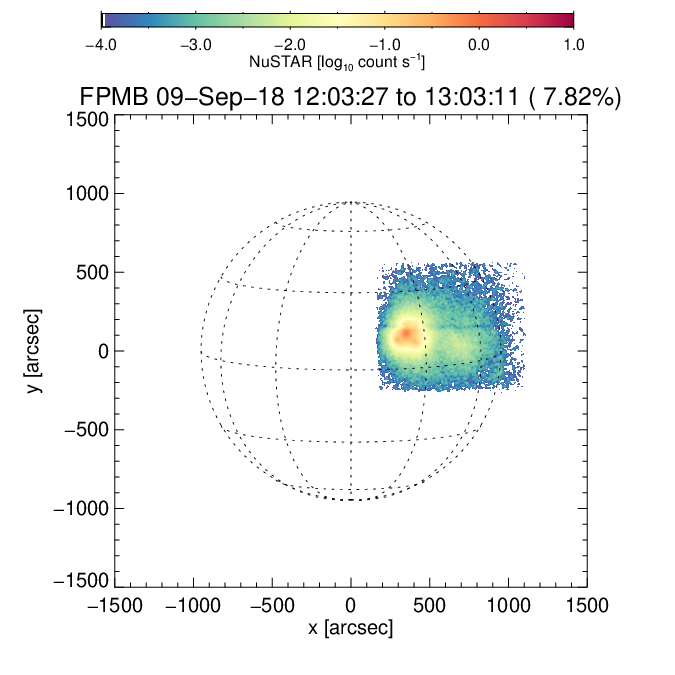 −4.0 −3.0 −2.0 −1.0 0.0 1.0
NuSTAR [log₁₀ count s⁻¹]
FPMB 09−Sep−18 12:03:27 to 13:03:11 ( 7.82%)
1500
1000
500
0
−500
−1000
−1500
y [arcsec]
−1500 −1000 −500 0 500 1000 1500
x [arcsec]